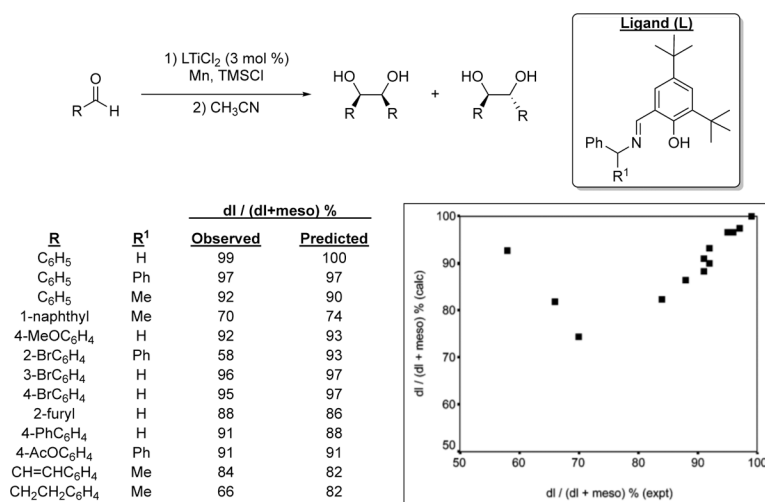 Ligand (L)
O
R
H
1) LTiCl₂ (3 mol %)
Mn, TMSCl
2) CH₃CN
HO OH
R R
+
HO OH
R R
Ph
N
OH
R¹
dl / (dl+meso) %
R R¹ Observed Predicted
C₆H₅ H 99 100
C₆H₅ Ph 97 97
C₆H₅ Me 92 90
1-naphthyl Me 70 74
4-MeOC₆H₄ H 92 93
2-BrC₆H₄ Ph 58 93
3-BrC₆H₄ H 96 97
4-BrC₆H₄ H 95 97
2-furyl H 88 86
4-PhC₆H₄ H 91 88
4-AcOC₆H₄ Ph 91 91
CH=CHC₆H₄ Me 84 82
CH₂CH₂C₆H₄ Me 66 82
dl / (dl + meso) % (calc)
100
90
80
70
60
50
50 60 70 80 90 100
dl / (dl + meso) % (expt)